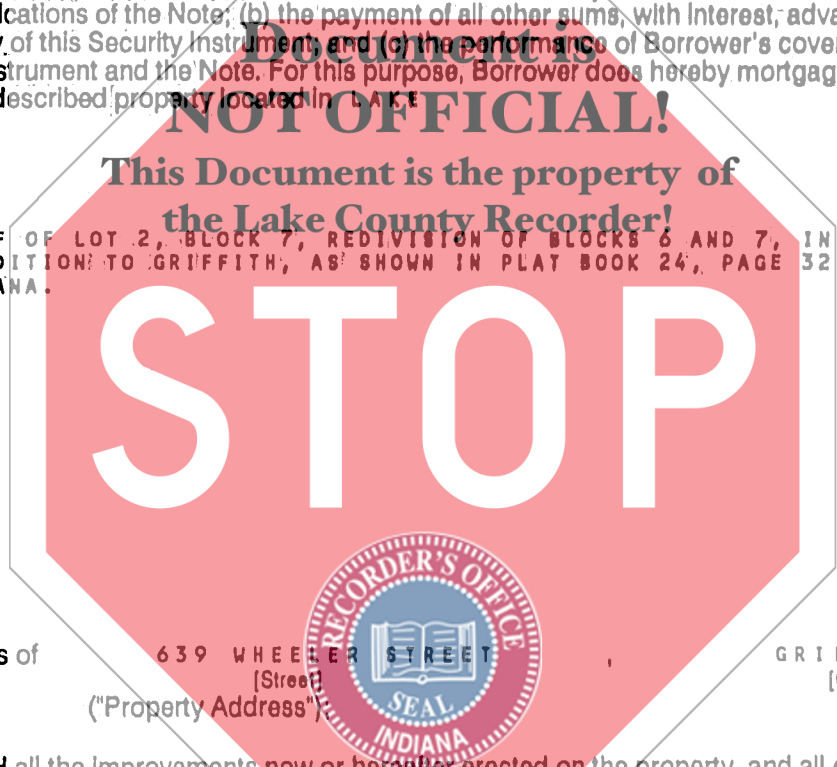 cations of the Note; (b) the payment of all other sums, with interest, adva
of this Security Instrument; and (c) the performance of Borrower's cove
strument and the Note. For this purpose, Borrower does hereby mortgag
described property located in LAKE
Document is
NOT OFFICIAL!
This Document is the property of
the Lake County Recorder!
OF LOT 2, BLOCK 7, REDIVISION OF BLOCKS 6 AND 7, IN
DITION TO GRIFFITH, AS SHOWN IN PLAT BOOK 24, PAGE 32
ANA.
STOP
RECORDER'S OFFICE
SEAL
INDIANA
s of 639 WHEELER STREET , GRI
[Street]
("Property Address");
all the improvements now or hereafter erected on the property, and all